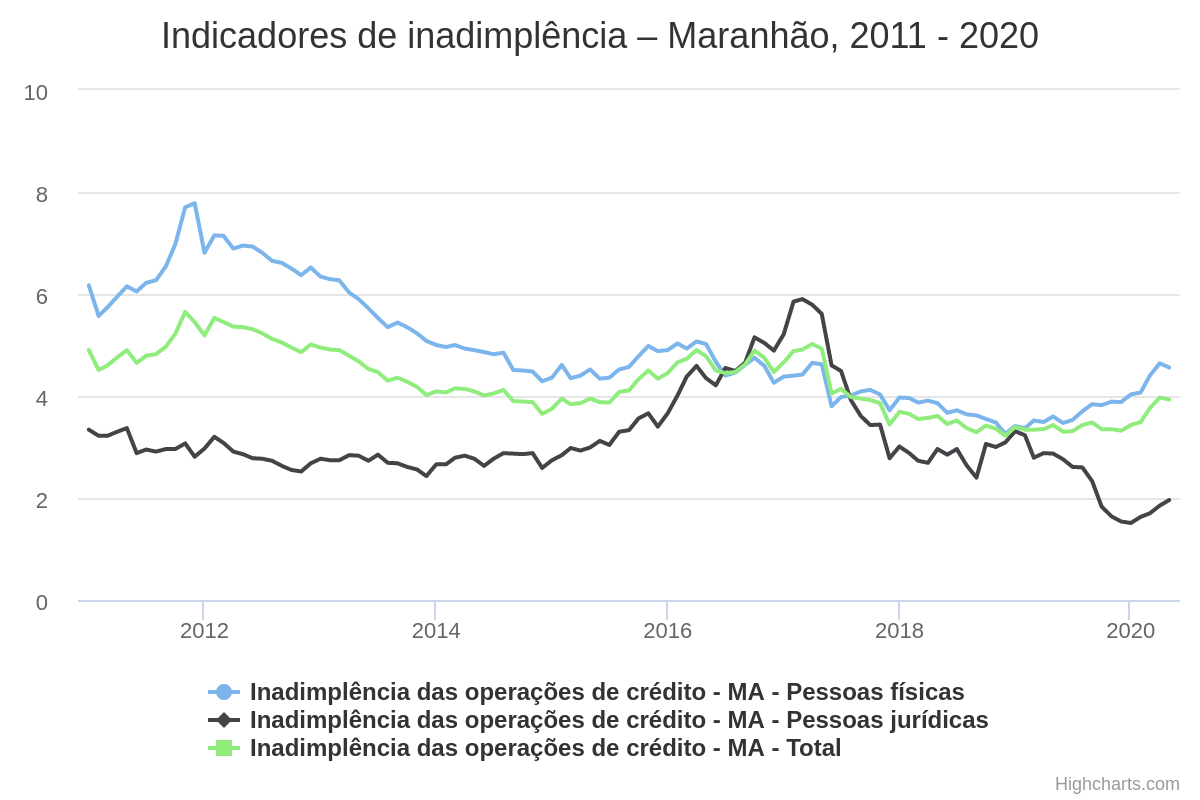 Indicadores de inadimplência – Maranhão, 2011 - 2020
10
8
6
4
2
0
2012 2014 2016 2018 2020
Inadimplência das operações de crédito - MA - Pessoas físicas
Inadimplência das operações de crédito - MA - Pessoas jurídicas
Inadimplência das operações de crédito - MA - Total
Highcharts.com